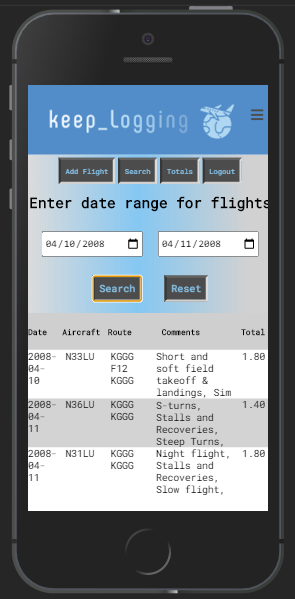 keep_logging
Add Flight Search Totals Logout
Enter date range for flights
04/10/2008 04/11/2008
Search Reset
Date Aircraft Route Comments Total
2008- N33LU KGGG Short and 1.80
04- F12 soft field
10 KGGG takeoff &
landings, Sim
2008- N36LU KGGG S-turns, 1.40
04- KGGG Stalls and
11 Recoveries,
Steep Turns,
2008- N31LU KGGG Night flight, 1.80
04- KGGG Stalls and
11 Recoveries,
Slow flight,